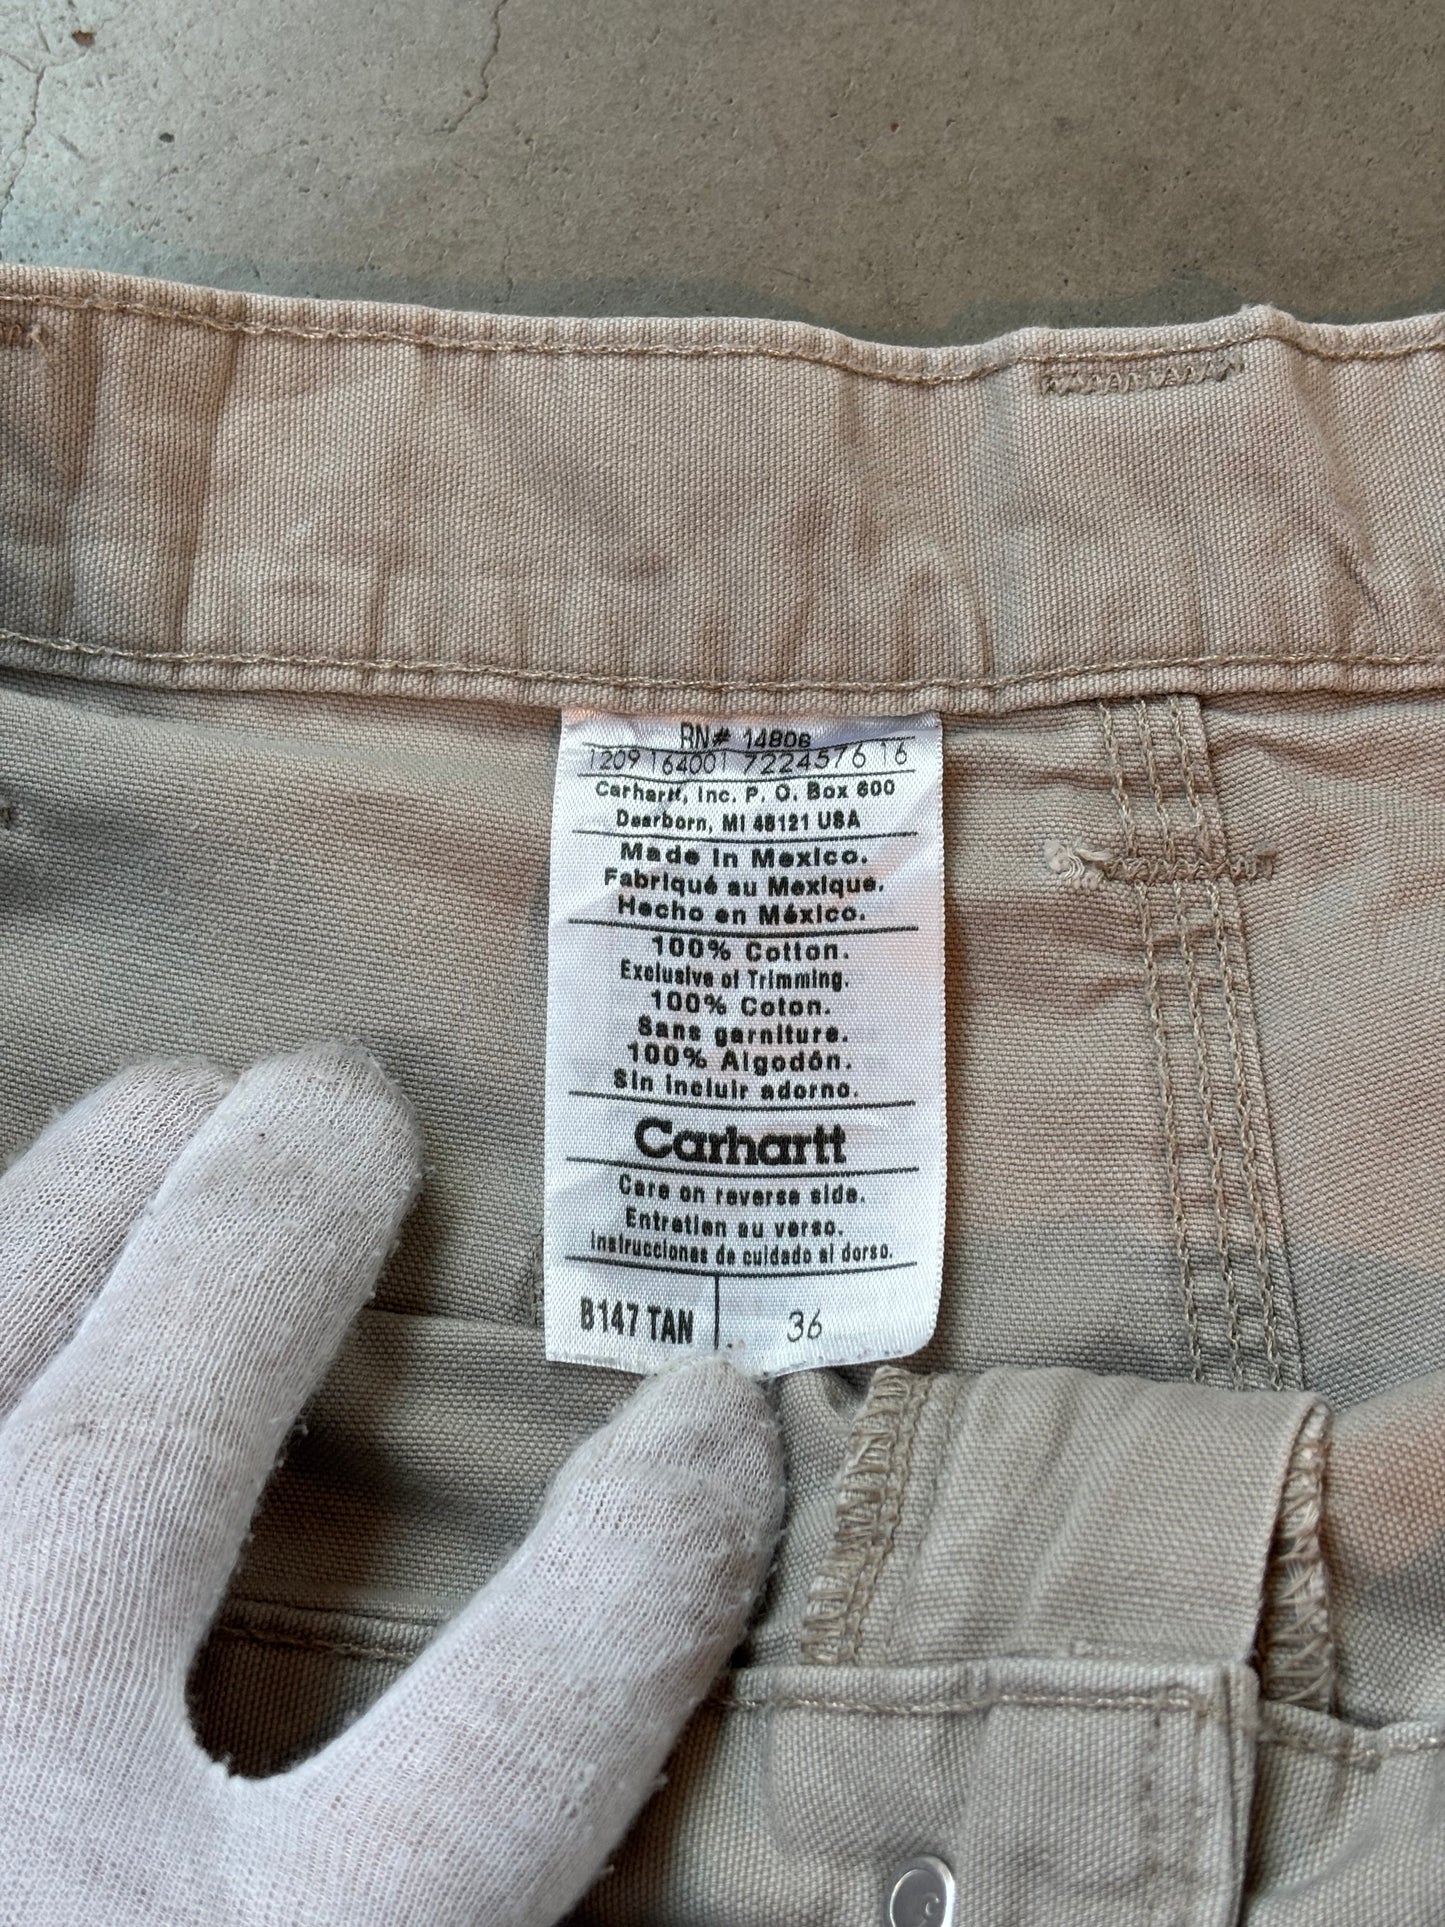 RN# 14806
1209 164001 7224576 16
Carhartt, Inc. P. O. Box 600
Dearborn, MI 48121 USA
Made in Mexico.
Fabriqué au Mexique.
Hecho en México.
100% Cotton.
Exclusive of Trimming.
100% Coton.
Sans garniture.
100% Algodón.
Sin incluir adorno.
Carhartt
Care on reverse side.
Entretien au verso.
Instrucciones de cuidado al dorso.
B147 TAN 36